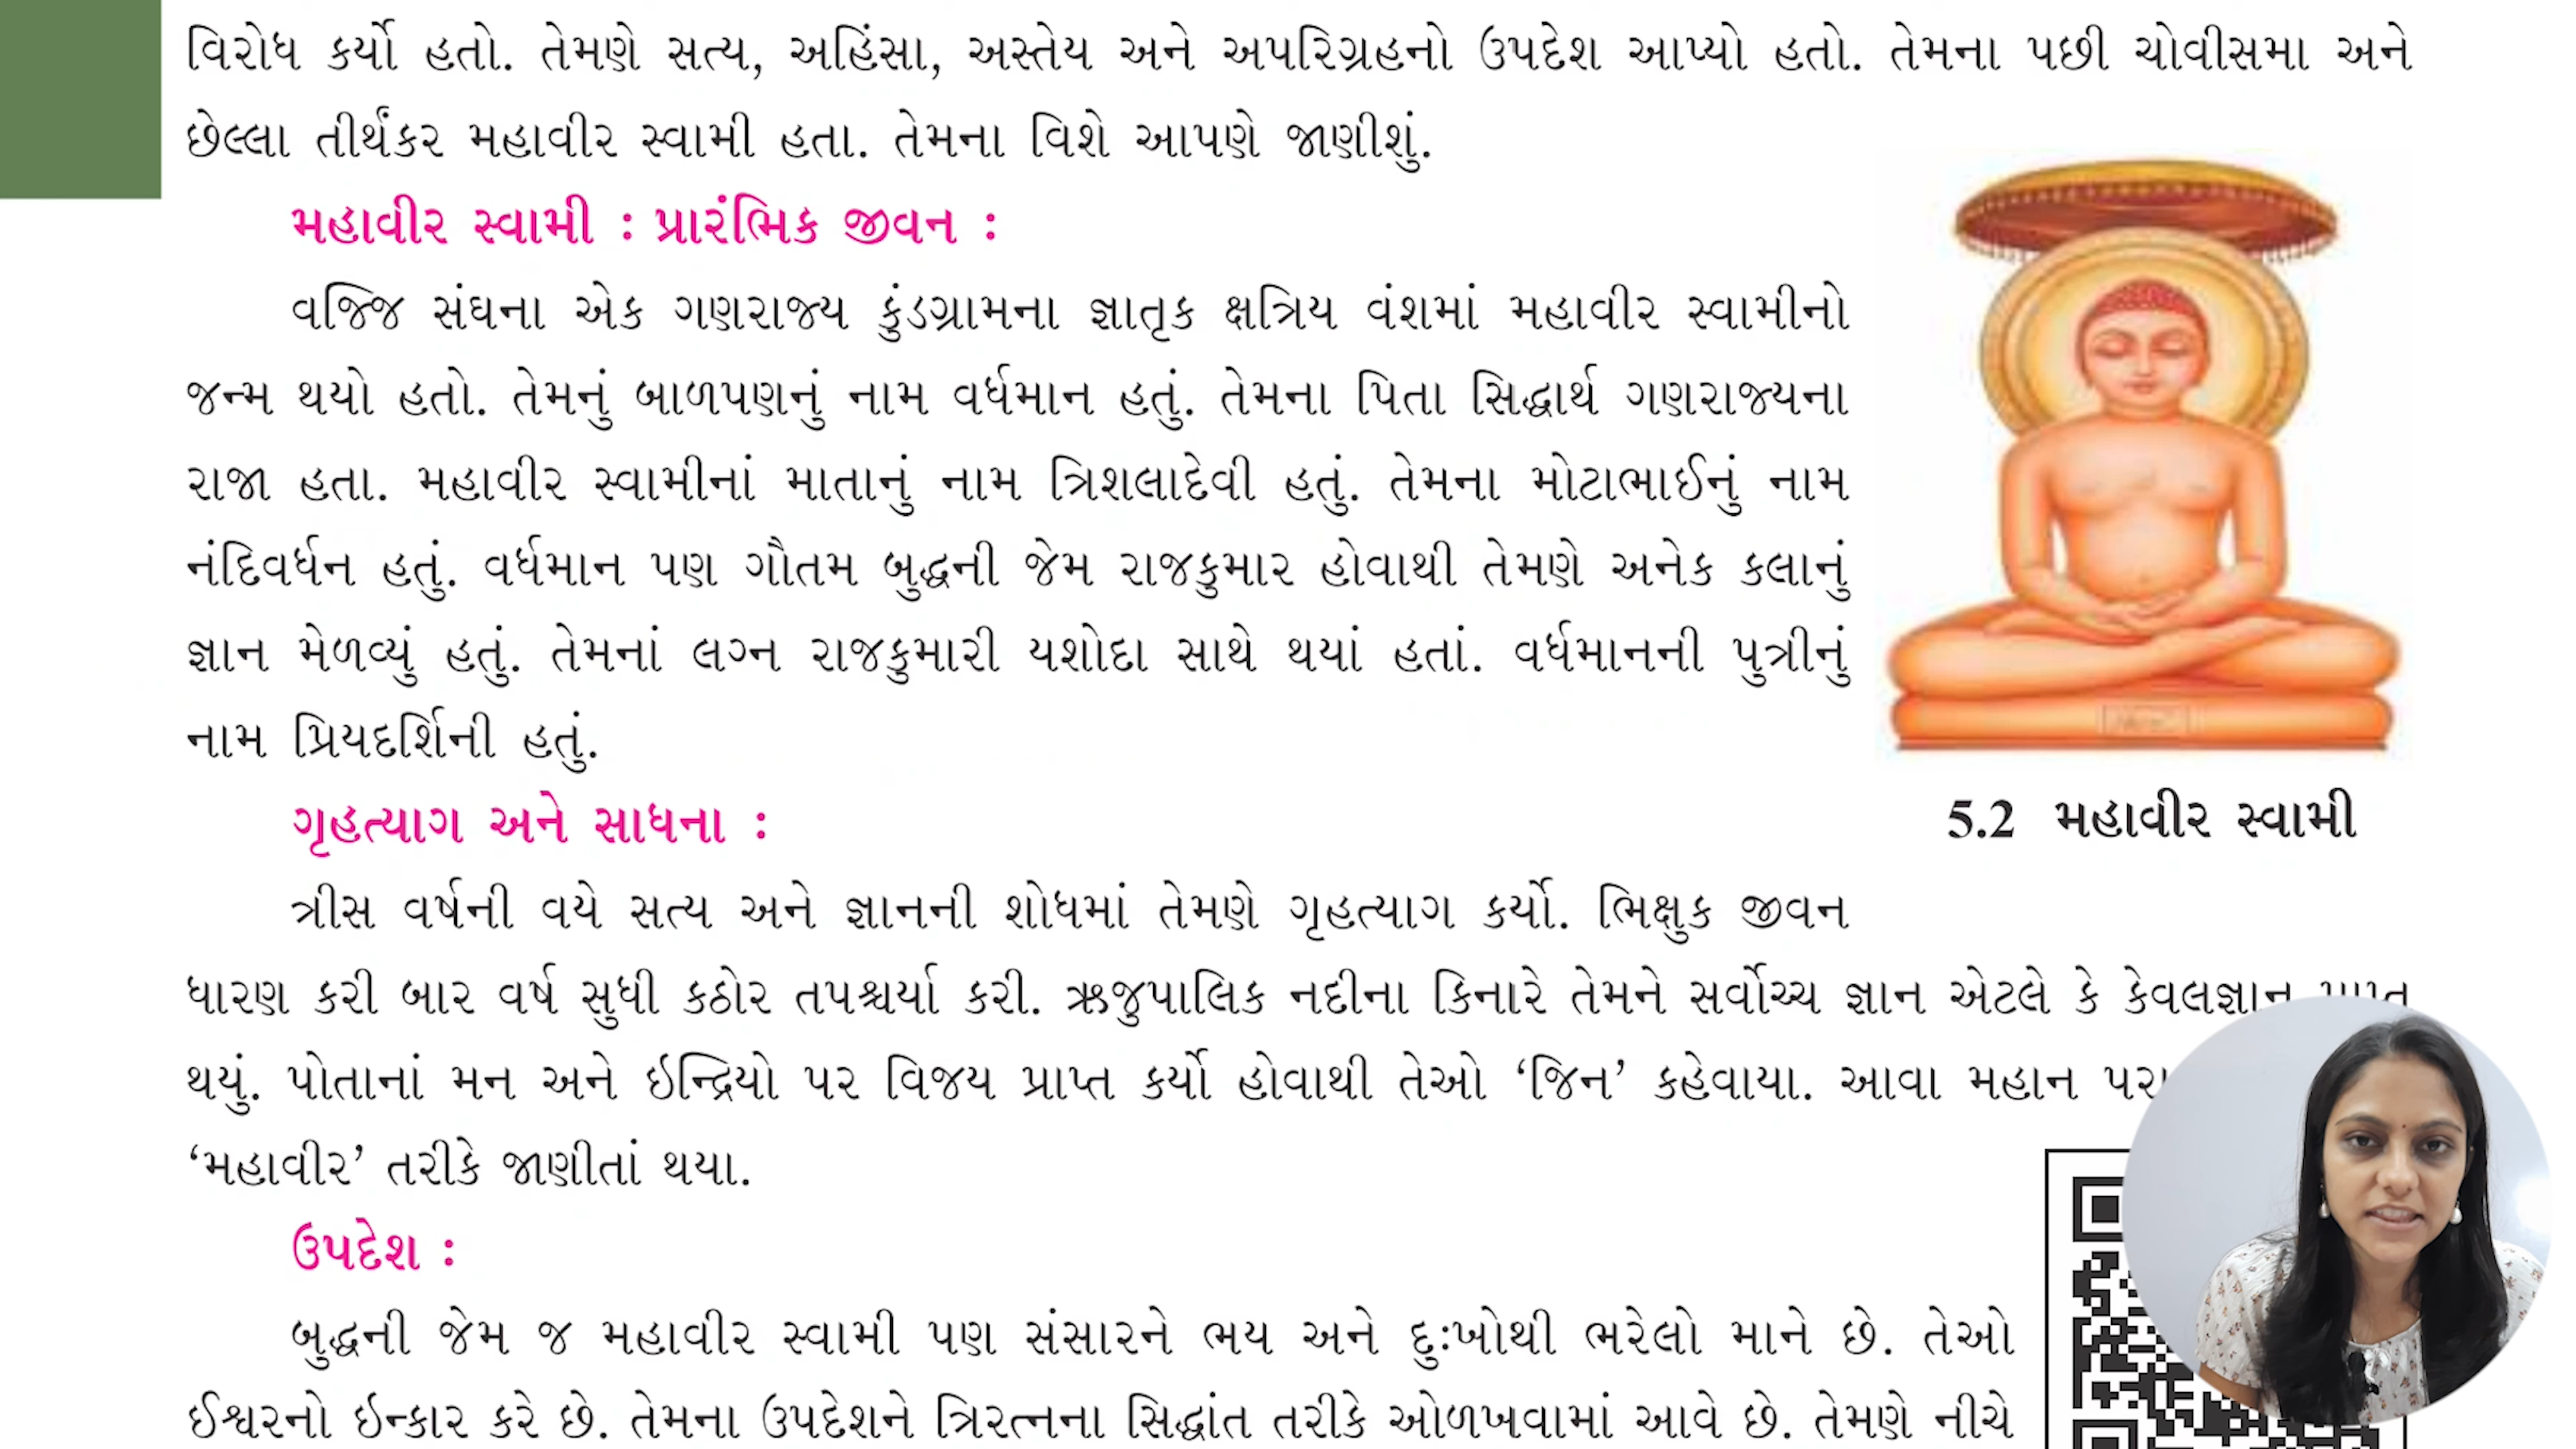 વિરોધ કર્યો હતો. તેમણે સત્ય, અહિંસા, અસ્તેય અને અપરિગ્રહનો ઉપદેશ આપ્યો હતો. તેમના પછી ચોવીસમા અને
છેલ્લા તીર્થંકર મહાવીર સ્વામી હતા. તેમના વિશે આપણે જાણીશું.
મહાવીર સ્વામી : પ્રારંભિક જીવન :
વજ્જિ સંઘના એક ગણરાજ્ય કુંડગ્રામના જ્ઞાતૃક ક્ષત્રિય વંશમાં મહાવીર સ્વામીનો
જન્મ થયો હતો. તેમનું બાળપણનું નામ વર્ધમાન હતું. તેમના પિતા સિદ્ધાર્થ ગણરાજ્યના
રાજા હતા. મહાવીર સ્વામીનાં માતાનું નામ ત્રિશલાદેવી હતું. તેમના મોટાભાઈનું નામ
નંદિવર્ધન હતું. વર્ધમાન પણ ગૌતમ બુદ્ધની જેમ રાજકુમાર હોવાથી તેમણે અનેક કલાનું
જ્ઞાન મેળવ્યું હતું. તેમનાં લગ્ન રાજકુમારી યશોદા સાથે થયાં હતાં. વર્ધમાનની પુત્રીનું
નામ પ્રિયદર્શિની હતું.
5.2 મહાવીર સ્વામી
ગૃહત્યાગ અને સાધના :
ત્રીસ વર્ષની વયે સત્ય અને જ્ઞાનની શોધમાં તેમણે ગૃહત્યાગ કર્યો. ભિક્ષુક જીવન
ધારણ કરી બાર વર્ષ સુધી કઠોર તપશ્ચર્યા કરી. ઋજુપાલિક નદીના કિનારે તેમને સર્વોચ્ચ જ્ઞાન એટલે કે કેવલજ્ઞાન
થયું. પોતાનાં મન અને ઇન્દ્રિયો પર વિજય પ્રાપ્ત કર્યો હોવાથી તેઓ ‘જિન’ કહેવાયા. આવા મહાન
‘મહાવીર’ તરીકે જાણીતાં થયા.
ઉપદેશ :
બુદ્ધની જેમ જ મહાવીર સ્વામી પણ સંસારને ભય અને દુઃખોથી ભરેલો માને છે. તેઓ
ઈશ્વરનો ઇન્કાર કરે છે. તેમના ઉપદેશને ત્રિરત્નના સિદ્ધાંત તરીકે ઓળખવામાં આવે છે. તેમણે નીચે